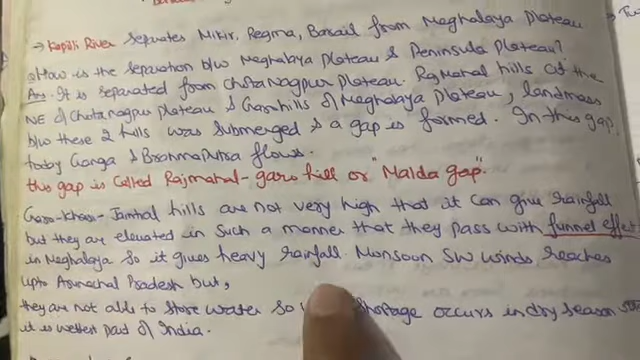 → Kapili River separates Mikir, Regma, Barail from Meghalaya Plateau
How is the separation b/w Meghalaya plateau & Peninsula Plateau?
Ans. It is separated from Chotanagpur plateau. Rajmahal hills at the
NE of Chotanagpur plateau & Garo hills of Meghalaya Plateau, landmass
b/w these 2 hills was submerged & a gap is formed. In this gap
today Ganga & Brahmaputra flows.
this gap is called Rajmahal-garo hill or "Malda gap".
Garo-Khasi-Jaintial hills are not very high that it can give rainfall
but they are elevated in such a manner that they pass with funnel effect
in Meghalaya so it gives heavy rainfall. Monsoon SW winds reaches
upto Arunachal Pradesh but,
they are not able to store water so shortage occurs in dry season
it is wettest part of India.